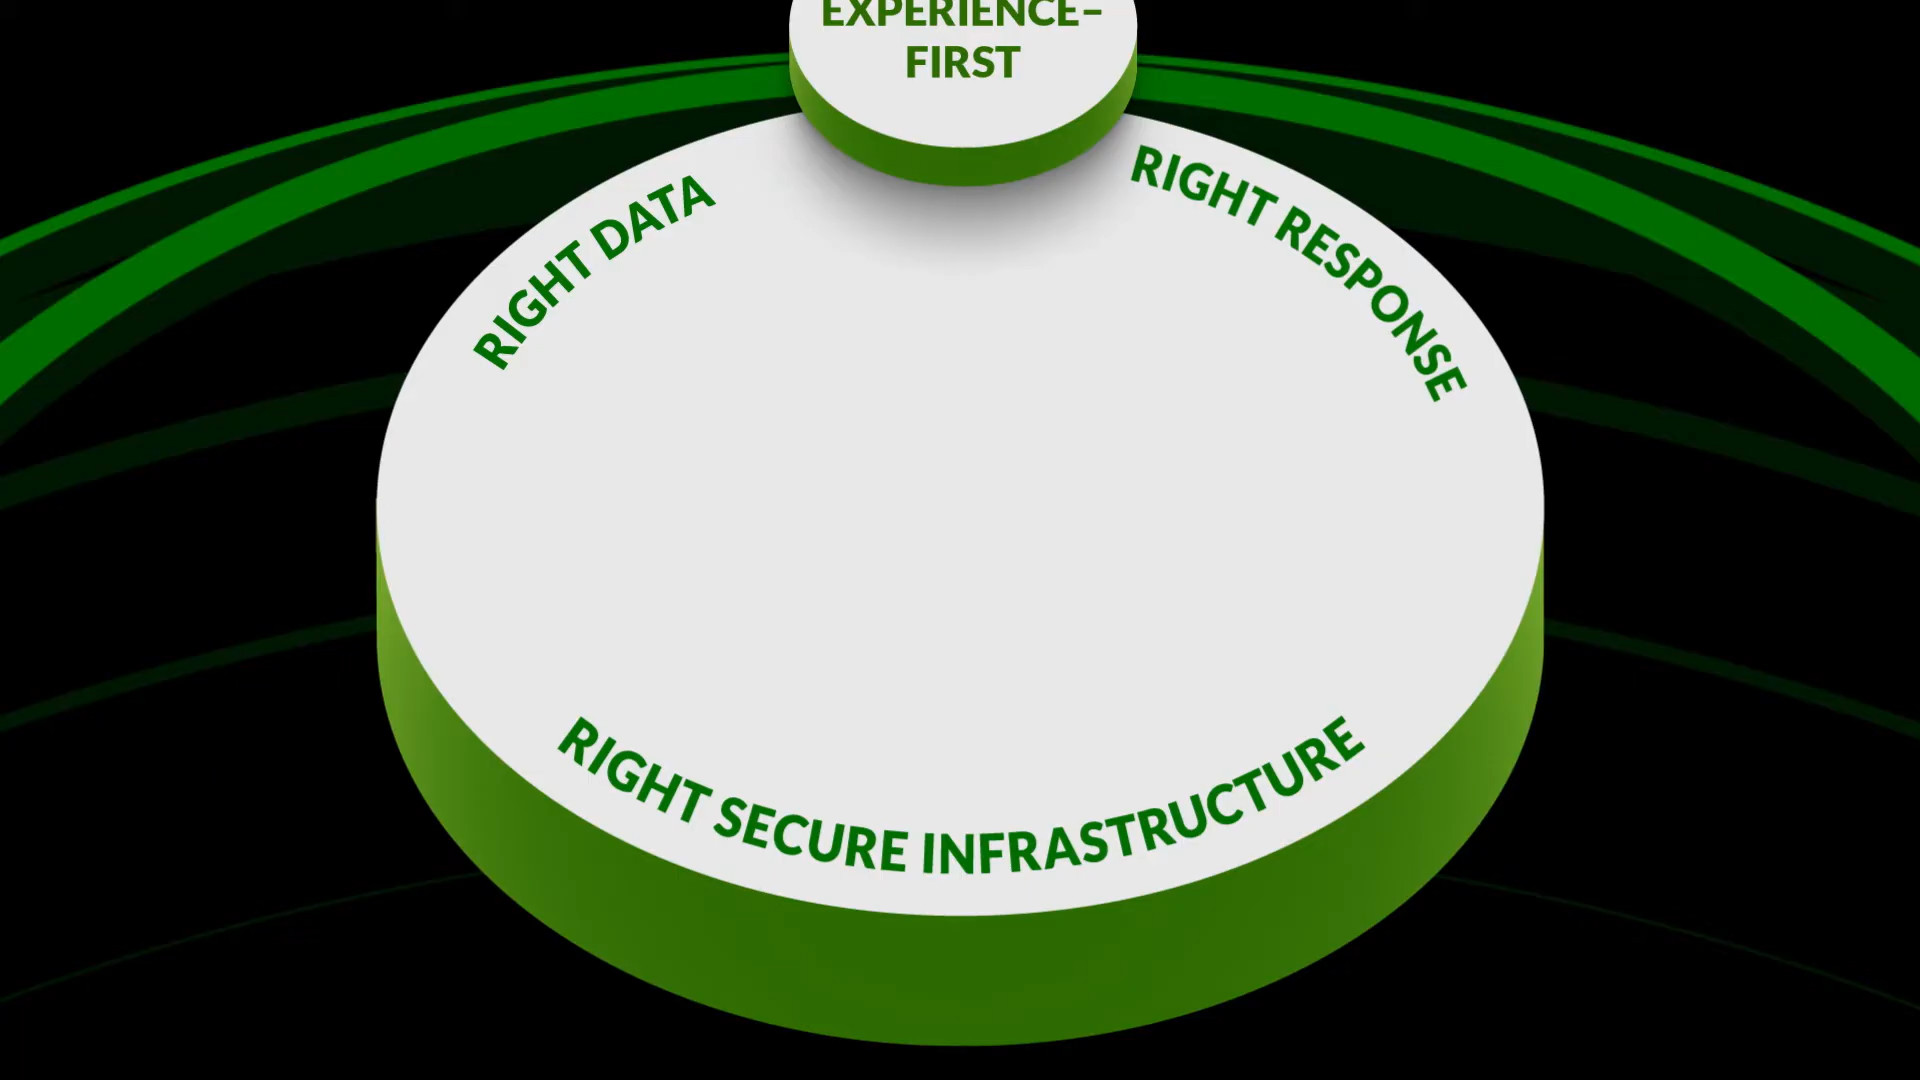 EXPERIENCE–
FIRST
RIGHT DATA
RIGHT RESPONSE
RIGHT SECURE INFRASTRUCTURE